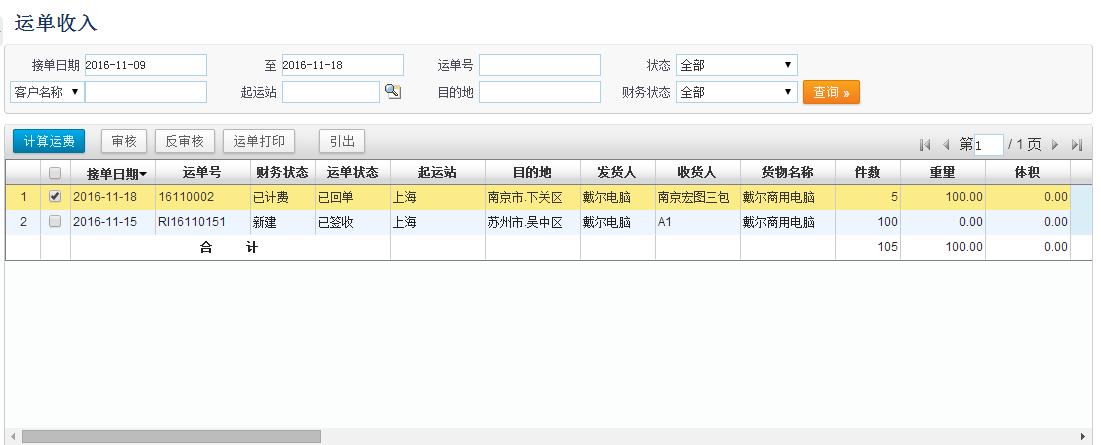 运单收入
接单日期 2016-11-09 至 2016-11-18 运单号 状态 全部
客户名称 起运站 目的地 财务状态 全部 查询 »
计算运费 审核 反审核 运单打印 引出 第1 / 1 页
接单日期 运单号 财务状态 运单状态 起运站 目的地 发货人 收货人 货物名称 件数 重量 体积
1 2016-11-18 16110002 已计费 已回单 上海 南京市.下关区 戴尔电脑 南京宏图三包 戴尔商用电脑 5 100.00 0.00
2 2016-11-15 RI16110151 新建 已签收 上海 苏州市.吴中区 戴尔电脑 A1 戴尔商用电脑 100 0.00 0.00
合 计 105 100.00 0.00